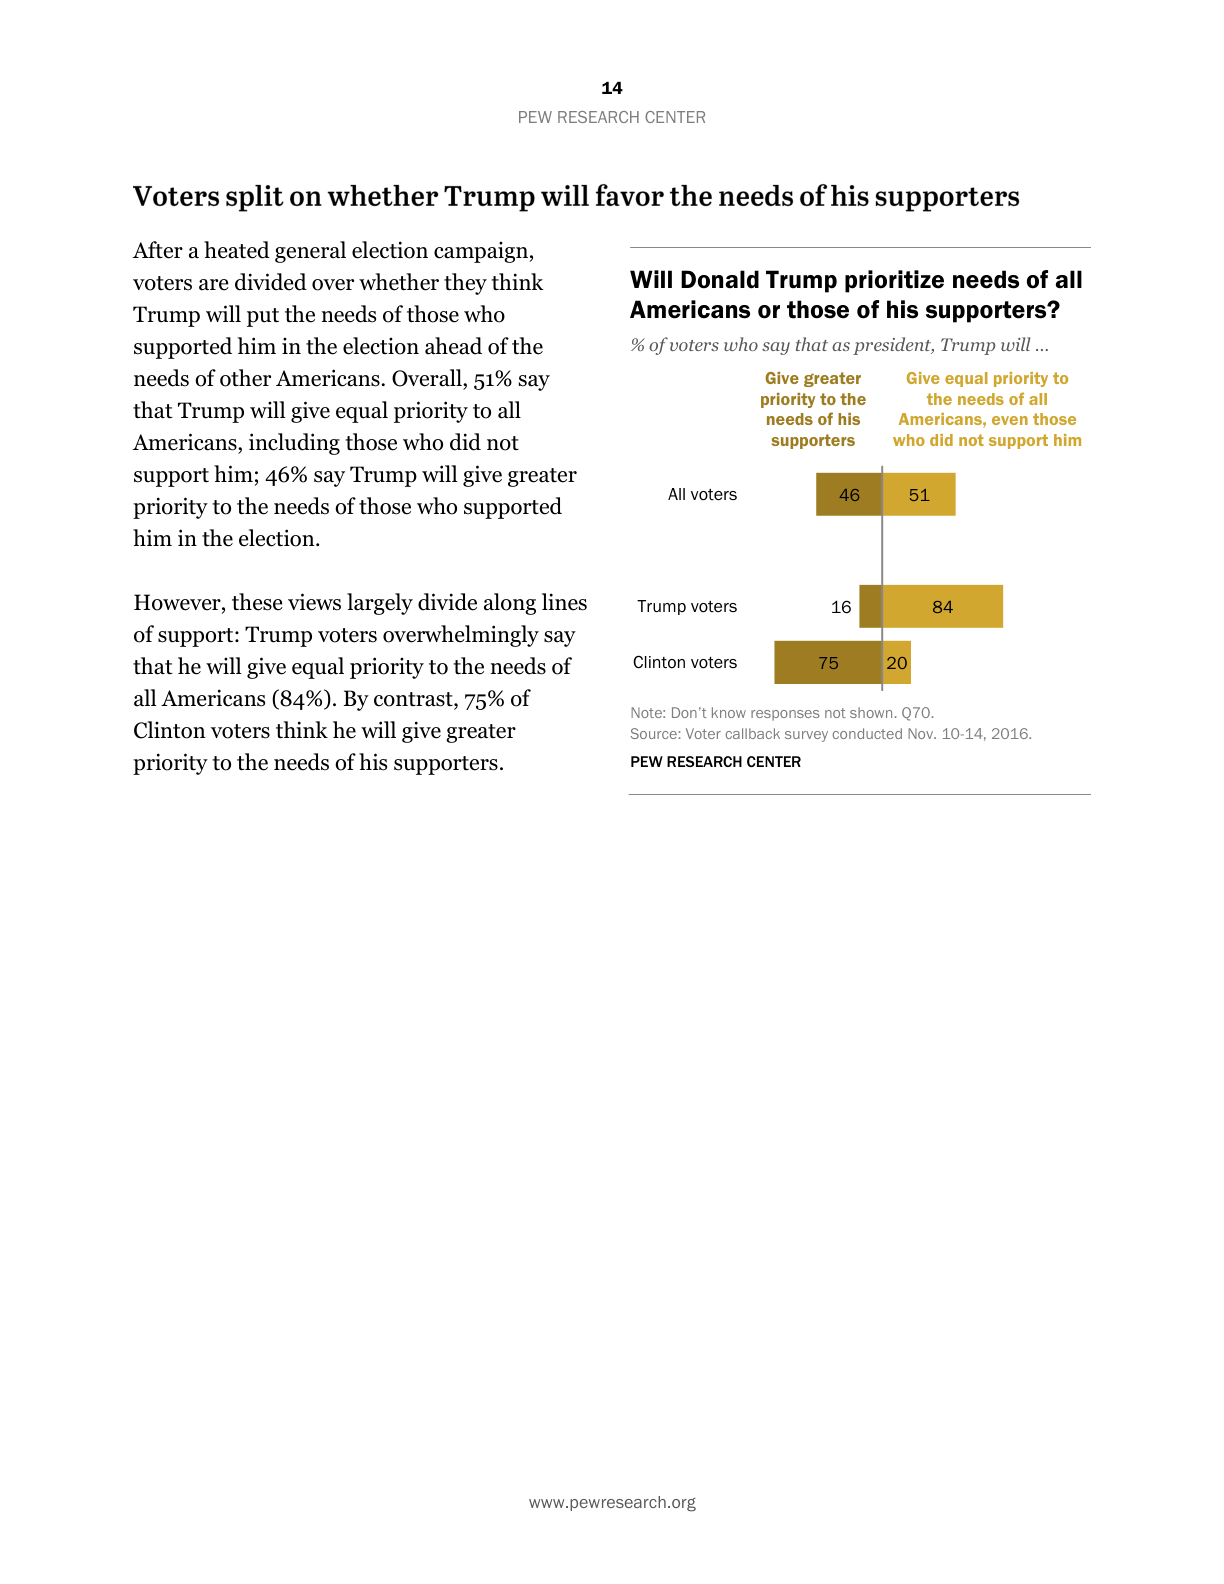 14
PEW RESEARCH CENTER
Voters split on whether Trump will favor the needs of his supporters
After a heated general election campaign,
voters are divided over whether they think
Trump will put the needs of those who
supported him in the election ahead of the
needs of other Americans. Overall, 51% say
that Trump will give equal priority to all
Americans, including those who did not
support him; 46% say Trump will give greater
priority to the needs of those who supported
him in the election.
However, these views largely divide along lines
of support: Trump voters overwhelmingly say
that he will give equal priority to the needs of
all Americans (84%). By contrast, 75% of
Clinton voters think he will give greater
priority to the needs of his supporters.
Will Donald Trump prioritize needs of all
Americans or those of his supporters?
% of voters who say that as president, Trump will ...
Give greater
priority to the
needs of his
supporters
Give equal priority to
the needs of all
Americans, even those
who did not support him
All voters 46 51
Trump voters 16 84
Clinton voters 75 20
Note: Don’t know responses not shown. Q70.
Source: Voter callback survey conducted Nov. 10-14, 2016.
PEW RESEARCH CENTER
www.pewresearch.org